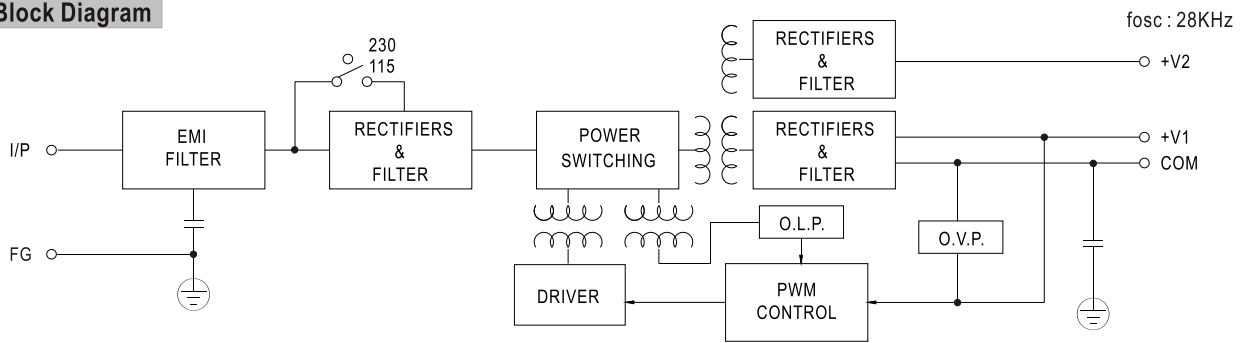 Block Diagram
fosc : 28KHz
230
115
RECTIFIERS
&
FILTER
+V2
I/P
EMI
FILTER
RECTIFIERS
&
FILTER
POWER
SWITCHING
RECTIFIERS
&
FILTER
+V1
COM
O.L.P.
O.V.P.
FG
DRIVER
PWM
CONTROL